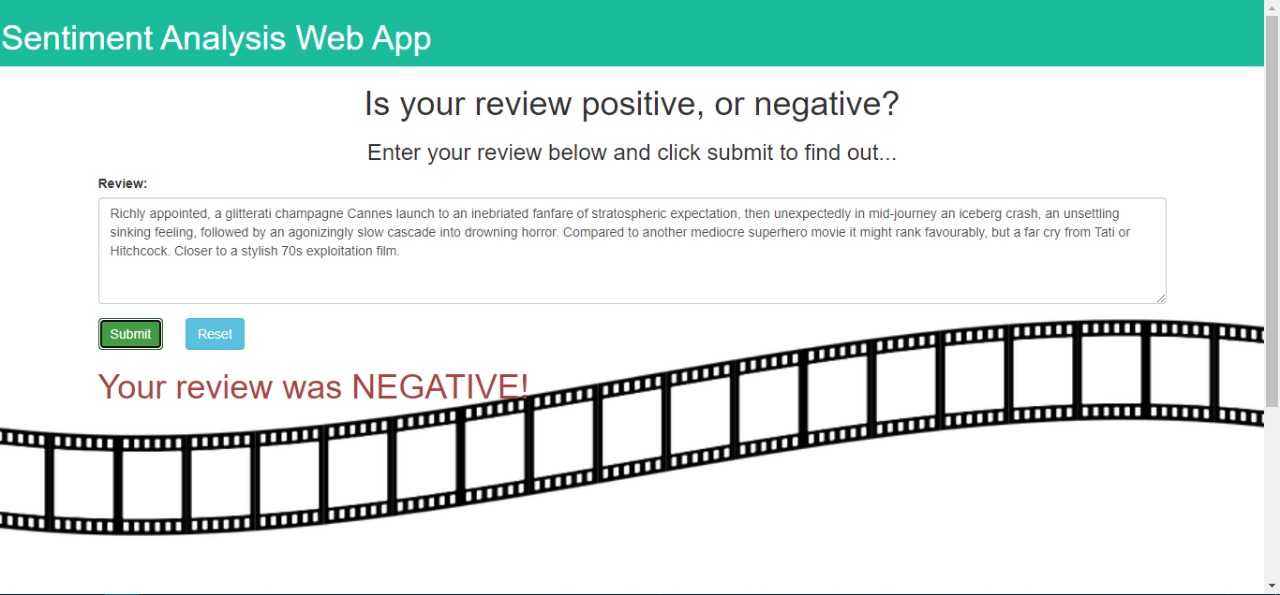 Sentiment Analysis Web App
Is your review positive, or negative?
Enter your review below and click submit to find out...
Review:
Richly appointed, a glitterati champagne Cannes launch to an inebriated fanfare of stratospheric expectation, then unexpectedly in mid-journey an iceberg crash, an unsettling
sinking feeling, followed by an agonizingly slow cascade into drowning horror. Compared to another mediocre superhero movie it might rank favourably, but a far cry from Tati or
Hitchcock. Closer to a stylish 70s exploitation film.
Submit Reset
Your review was NEGATIVE!